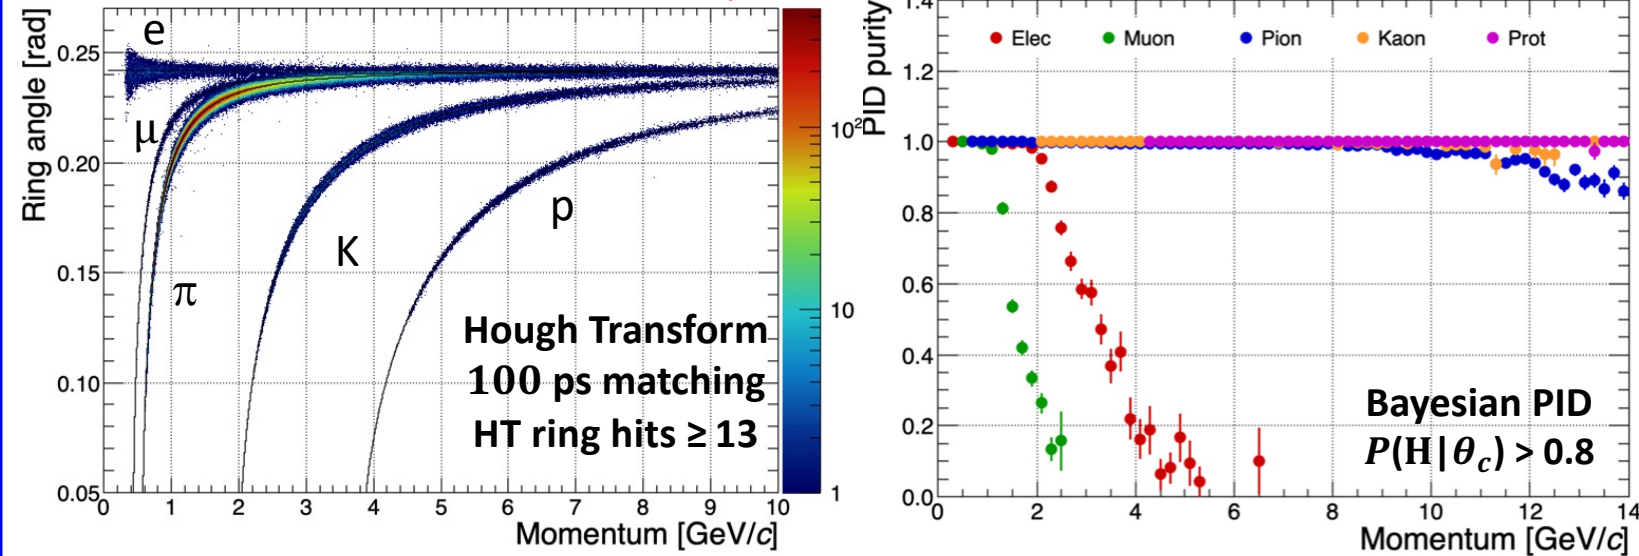 Ring angle [rad]
0.25
0.20
0.15
0.10
0.05
e
μ
π
K
p
Hough Transform
100 ps matching
HT ring hits ≥ 13
0
1
2
3
4
5
6
7
8
9
10
Momentum [GeV/c]
10²
10
1
PID purity
1.4
1.2
1.0
0.8
0.6
0.4
0.2
0.0
Elec
Muon
Pion
Kaon
Prot
Bayesian PID
P(H|θc) > 0.8
0
2
4
6
8
10
12
14
Momentum [GeV/c]